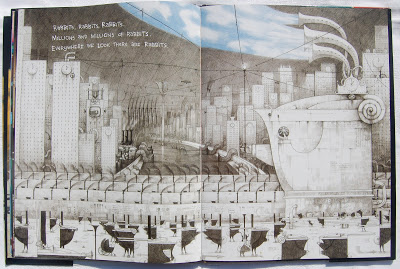 RABBITS, RABBITS, RABBITS.
MILLIONS AND MILLIONS OF RABBITS.
EVERYWHERE WE LOOK THERE ARE RABBITS.